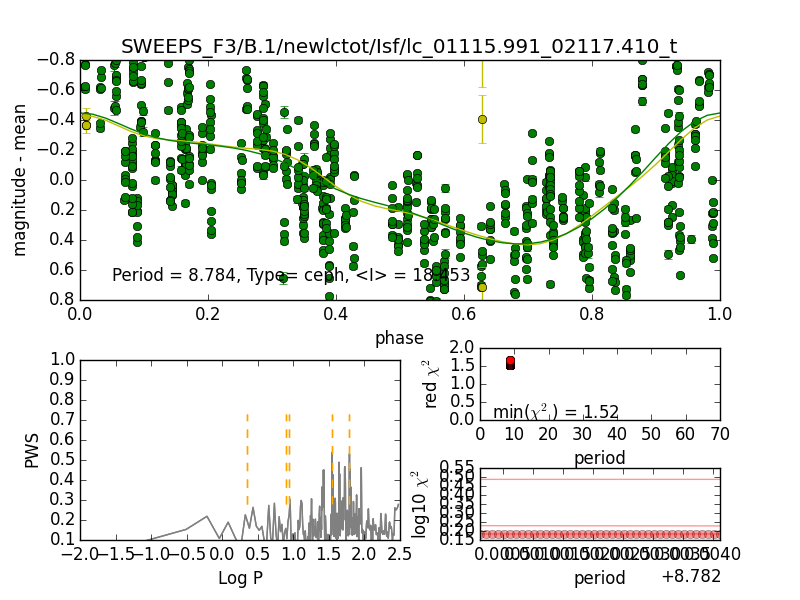 SWEEPS_F3/B.1/newlctot/Isf/lc_01115.991_02117.410_t
magnitude - mean
−0.8
−0.6
−0.4
−0.2
0.0
0.2
0.4
0.6
0.8
Period = 8.784, Type= ceph, <I> = 18.453
0.0 0.2 0.4 0.6 0.8 1.0
phase
PWS
1.0
0.9
0.8
0.7
0.6
0.5
0.4
0.3
0.2
0.1
−2.0 −1.5 −1.0 −0.5 0.0 0.5 1.0 1.5 2.0 2.5
Log P
red χ²
2.0
1.5
1.0
0.5
0.0
min(χ²) = 1.52
0 10 20 30 40 50 60 70
period
log10 χ²
0.55
0.50
0.45
0.40
0.35
0.30
0.25
0.20
0.15
period
+8.782